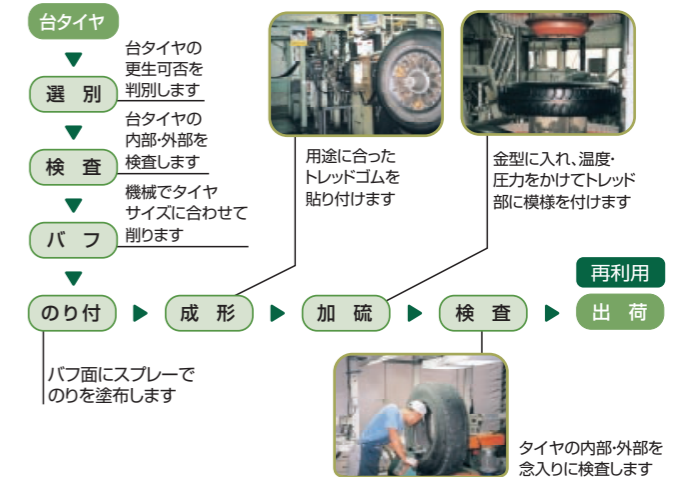 台タイヤ
台タイヤの
更生可否を
判別します
選 別
台タイヤの
内部・外部を
検査します
検 査
機械でタイヤ
サイズに合わせて
削ります
バ フ
用途に合った
トレッドゴムを
貼り付けます
金型に入れ、温度・
圧力をかけてトレッド
部に模様を付けます
再利用
のり付
成 形
加 硫
検 査
出 荷
バフ面にスプレーで
のりを塗布します
タイヤの内部・外部を
念入りに検査します